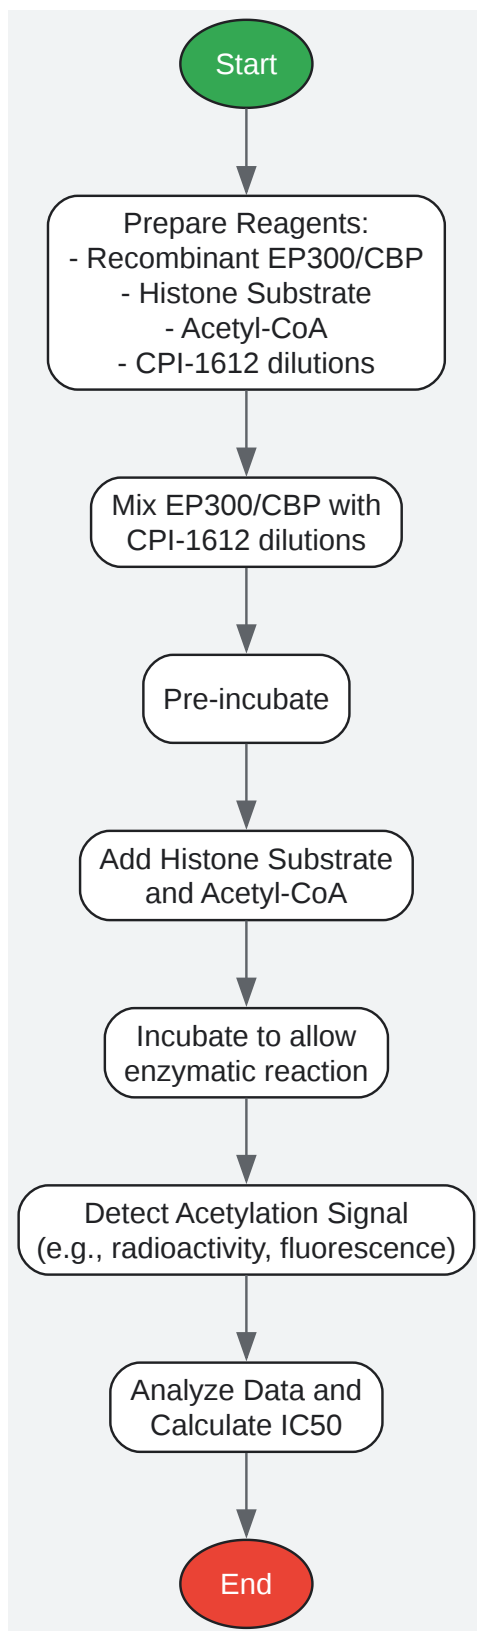 Start
Prepare Reagents:
- Recombinant EP300/CBP
- Histone Substrate
- Acetyl-CoA
- CPI-1612 dilutions
Mix EP300/CBP with
CPI-1612 dilutions
Pre-incubate
Add Histone Substrate
and Acetyl-CoA
Incubate to allow
enzymatic reaction
Detect Acetylation Signal
(e.g., radioactivity, fluorescence)
Analyze Data and
Calculate IC50
End